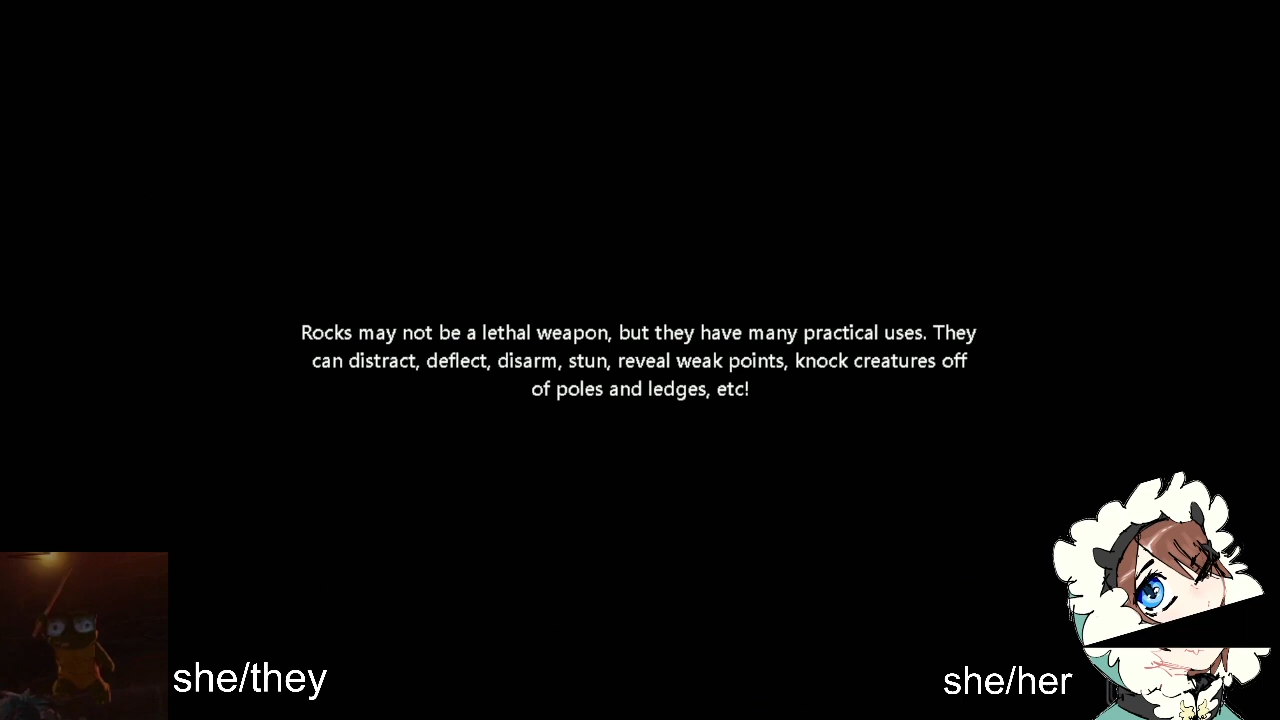 Rocks may not be a lethal weapon, but they have many practical uses. They
can distract, deflect, disarm, stun, reveal weak points, knock creatures off
of poles and ledges, etc!
she/they
she/her